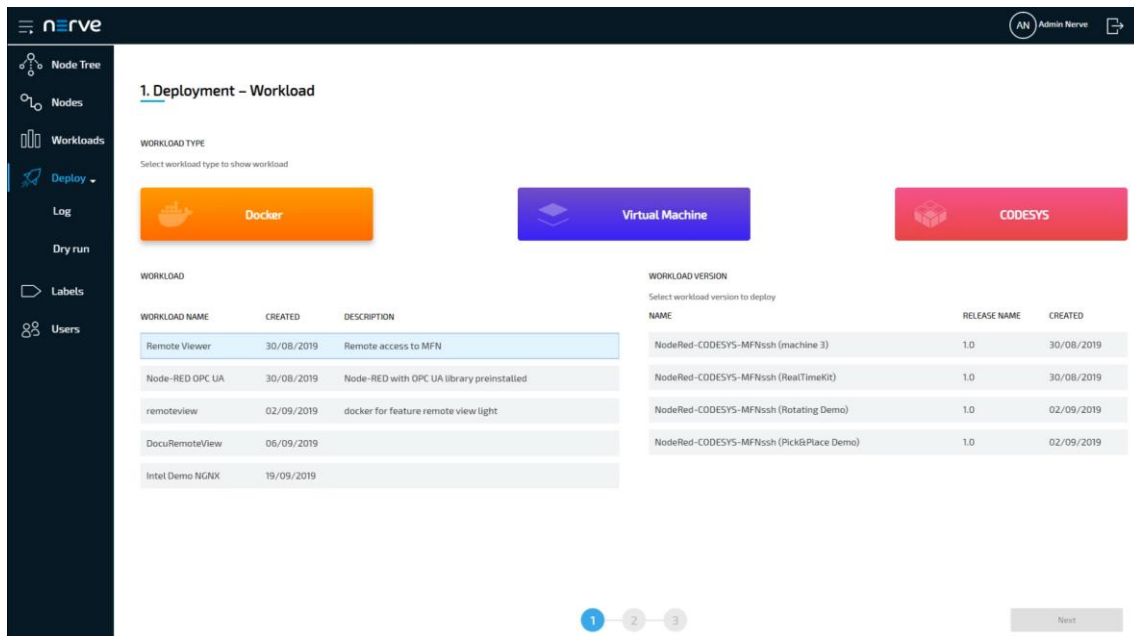 nerve
AN Admin Nerve
Node Tree
Nodes
Workloads
Deploy
Log
Dry run
Labels
Users
1. Deployment – Workload
WORKLOAD TYPE
Select workload type to show workload
Docker Virtual Machine CODESYS
WORKLOAD
WORKLOAD NAME CREATED DESCRIPTION
Remote Viewer 30/08/2019 Remote access to MFN
Node-RED OPC UA 30/08/2019 Node-RED with OPC UA library preinstalled
remoteview 02/09/2019 docker for feature remote view light
DocuRemoteView 06/09/2019
Intel Demo NGNX 19/09/2019
WORKLOAD VERSION
Select workload version to deploy
NAME RELEASE NAME CREATED
NodeRed-CODESYS-MFNssh (machine 3) 1.0 30/08/2019
NodeRed-CODESYS-MFNssh (RealTimeKit) 1.0 30/08/2019
NodeRed-CODESYS-MFNssh (Rotating Demo) 1.0 02/09/2019
NodeRed-CODESYS-MFNssh (Pick&Place Demo) 1.0 02/09/2019
1 2 3
Next